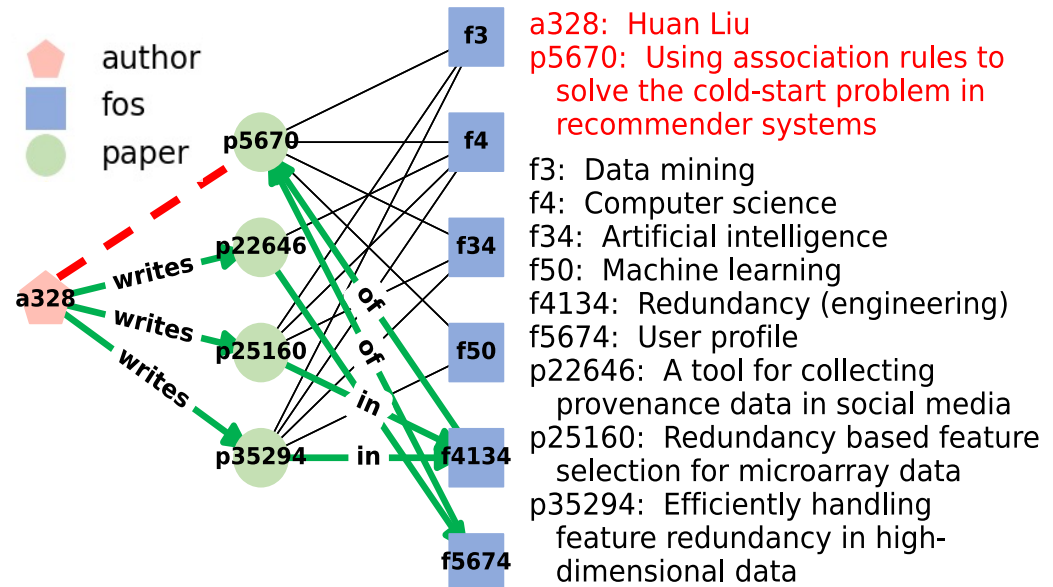 author
fos
paper
a328
p5670
p22646
p25160
p35294
writes
writes
writes
of
of
in
in
f3
f4
f34
f50
f4134
f5674
a328: Huan Liu
p5670: Using association rules to
solve the cold-start problem in
recommender systems
f3: Data mining
f4: Computer science
f34: Artificial intelligence
f50: Machine learning
f4134: Redundancy (engineering)
f5674: User profile
p22646: A tool for collecting
provenance data in social media
p25160: Redundancy based feature
selection for microarray data
p35294: Efficiently handling
feature redundancy in high-
dimensional data